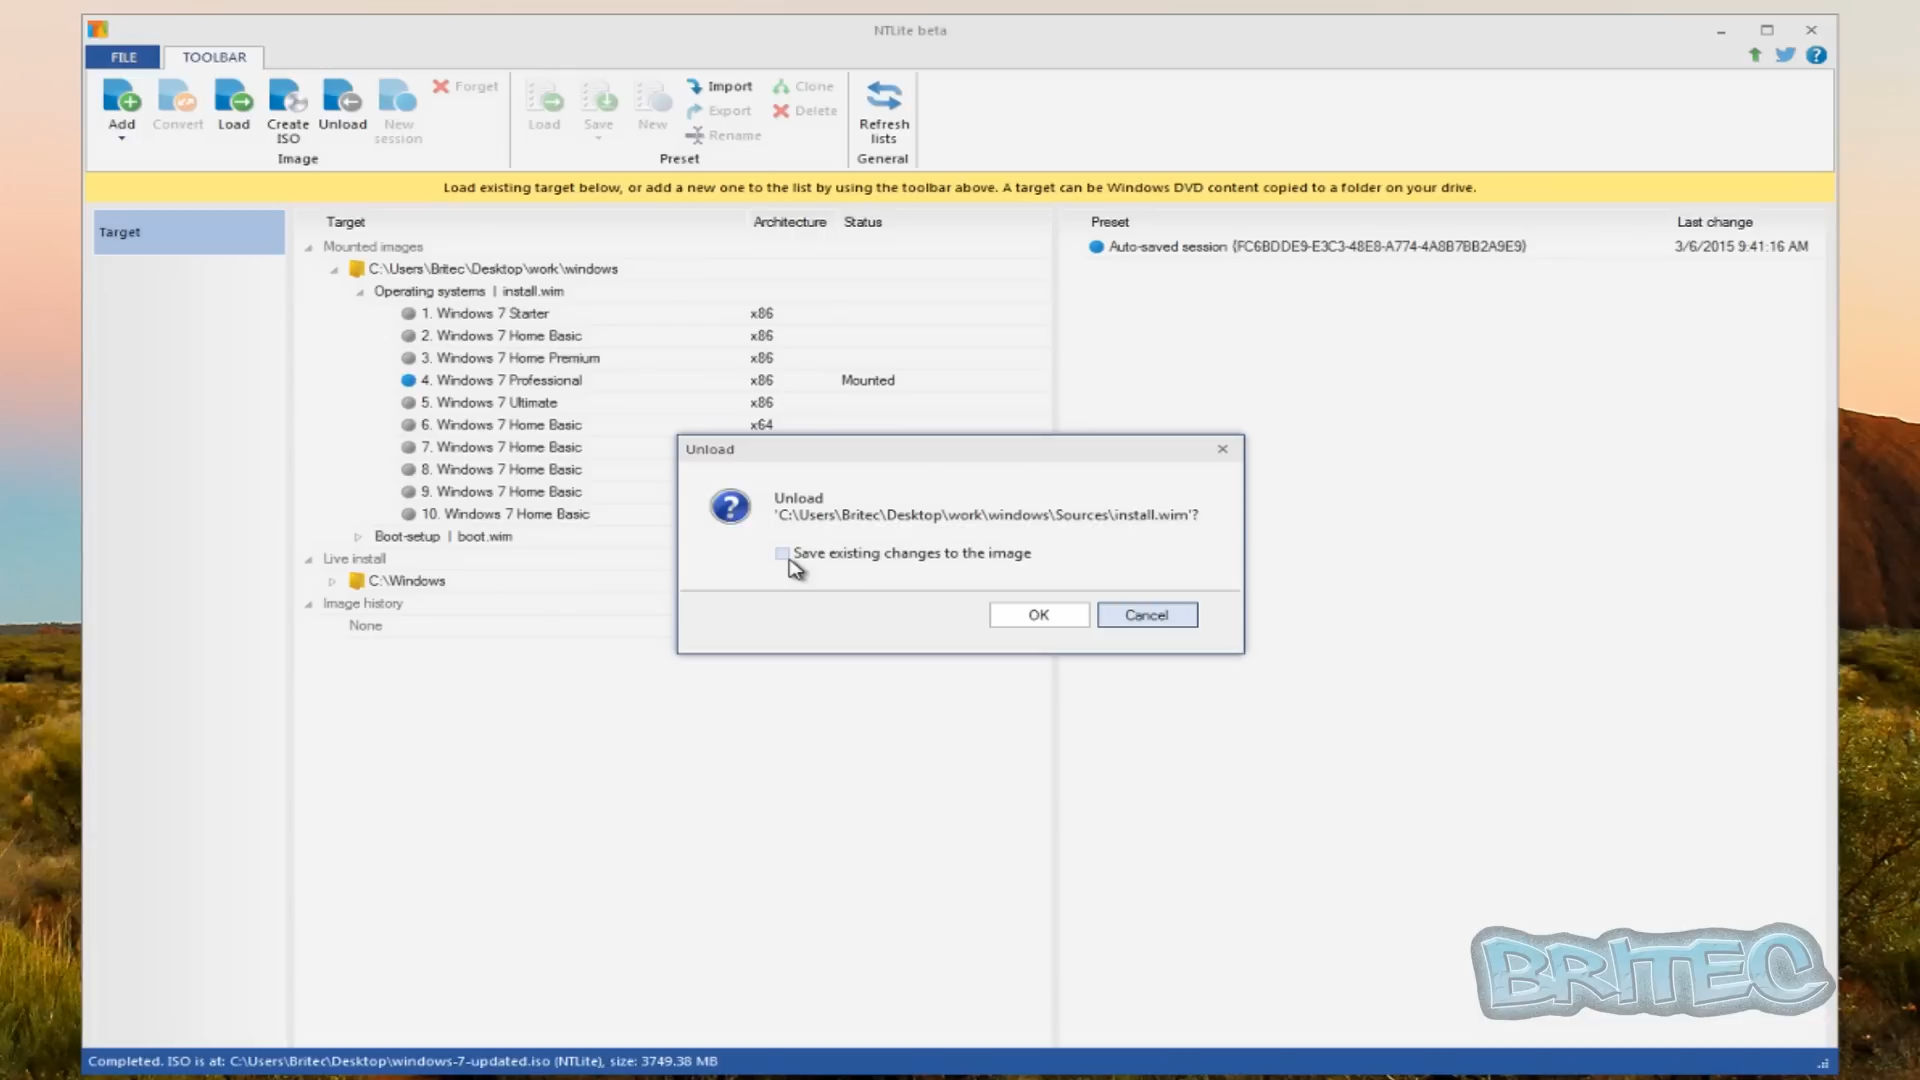 NTLite beta
FILE
TOOLBAR
Add
Convert
Load
Create
ISO
Unload
New
session
Forget
Image
Load
Save
New
Import
Export
Rename
Clone
Delete
Preset
Refresh
lists
General
Load existing target below, or add a new one to the list by using the toolbar above. A target can be Windows DVD content copied to a folder on your drive.
Target
Target Architecture Status
Mounted images
C:\Users\Britec\Desktop\work\windows
Operating systems | install.wim
1. Windows 7 Starter x86
2. Windows 7 Home Basic x86
3. Windows 7 Home Premium x86
4. Windows 7 Professional x86 Mounted
5. Windows 7 Ultimate x86
6. Windows 7 Home Basic x64
7. Windows 7 Home Basic
8. Windows 7 Home Basic
9. Windows 7 Home Basic
10. Windows 7 Home Basic
Boot-setup | boot.wim
Live install
C:\Windows
Image history
None
Preset Last change
Auto-saved session {FC6BDDE9-E3C3-48E8-A774-4A8B7BB2A9E9} 3/6/2015 9:41:16 AM
Unload
?
Unload
'C:\Users\Britec\Desktop\work\windows\Sources\install.wim'?
Save existing changes to the image
OK
Cancel
BRITEC
Completed. ISO is at: C:\Users\Britec\Desktop\windows-7-updated.iso (NTLite), size: 3749.38 MB